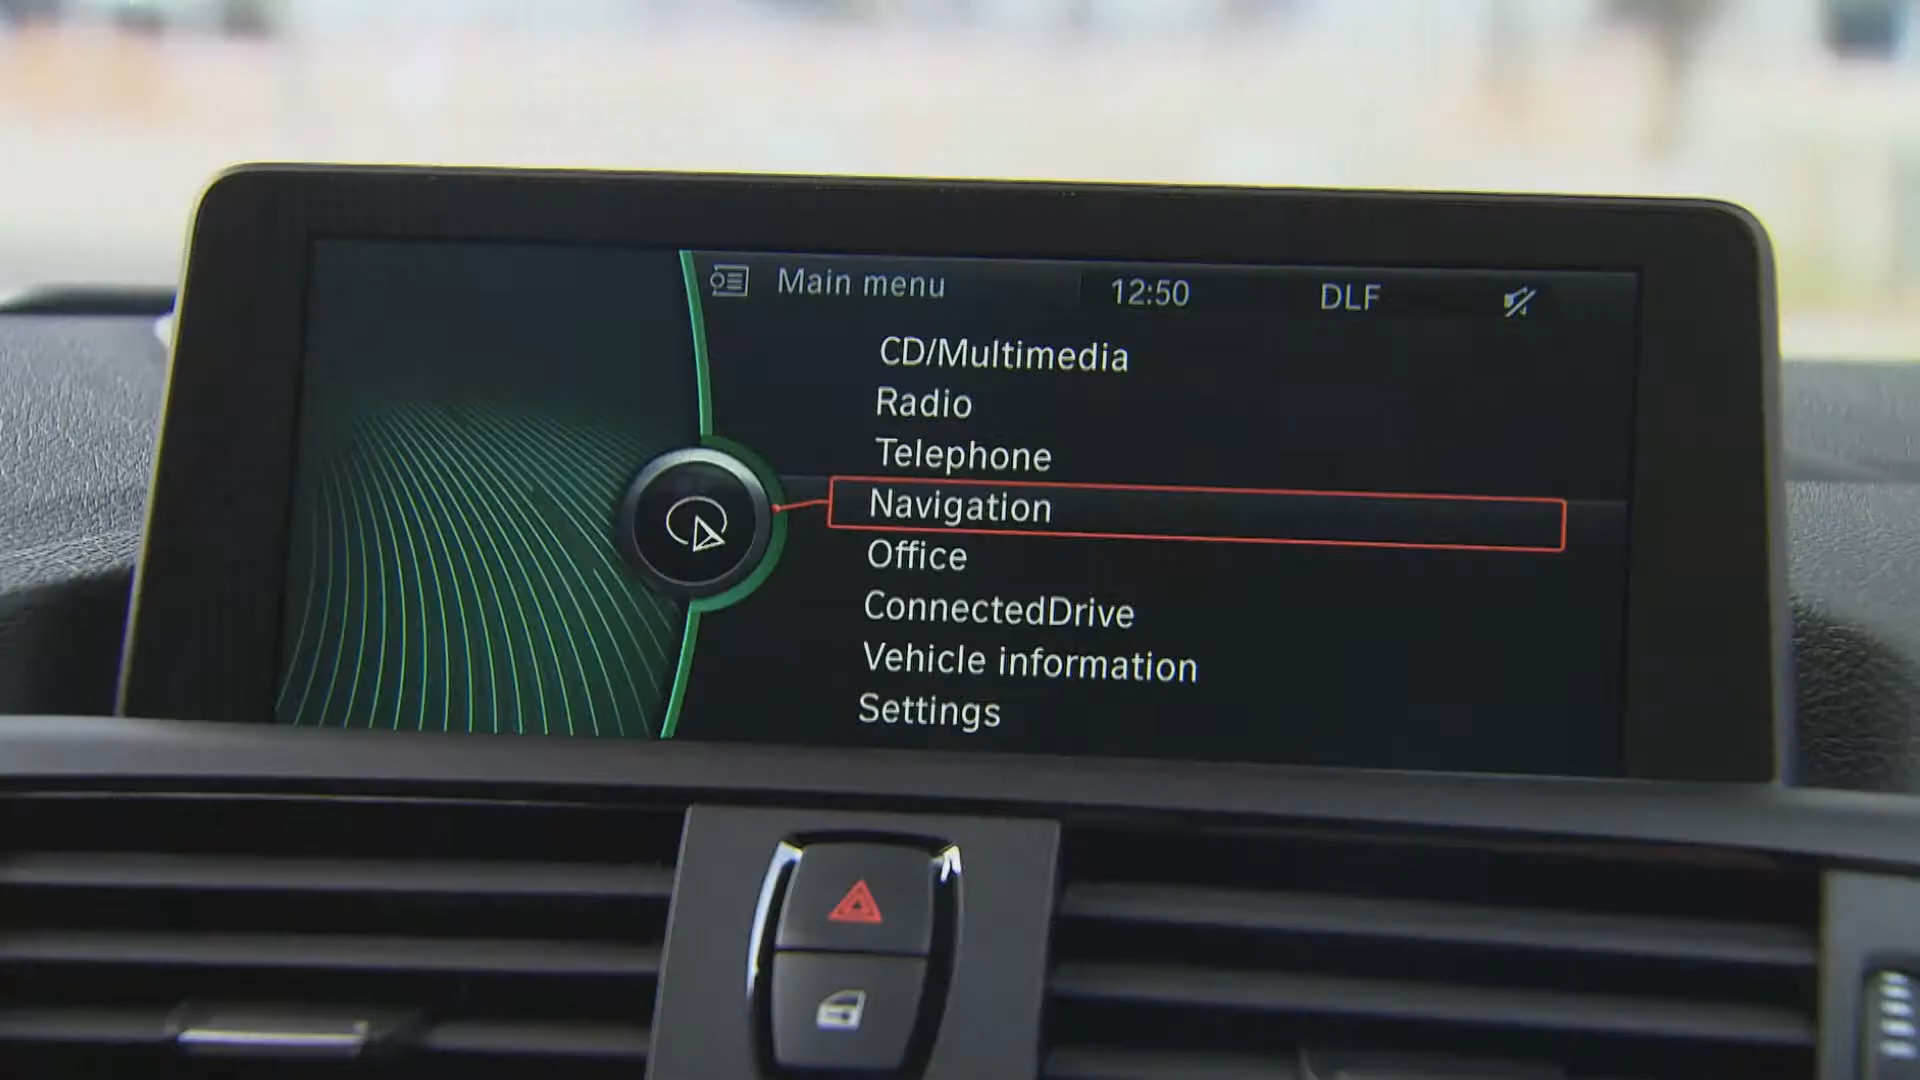 Main menu 12:50 DLF
CD/Multimedia
Radio
Telephone
Navigation
Office
ConnectedDrive
Vehicle information
Settings